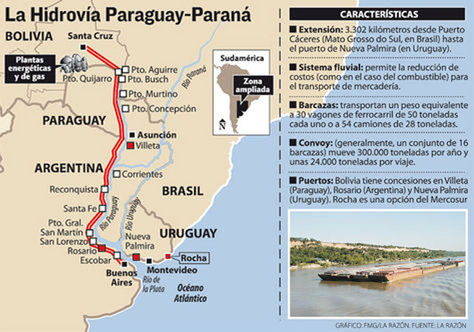 La Hidrovía Paraguay-Paraná
BOLIVIA
Santa Cruz
Plantas
energéticas
y de gas
Pto. Quijarro
Pto. Aguirre
Pto. Busch
Pto. Murtino
Pto. Concepción
Río Paraná
Sudamérica
Zona
ampliada
PARAGUAY
Asunción
Villeta
ARGENTINA
Corrientes
BRASIL
Reconquista
Río Paraguay
Río Paraná
Santa Fe
Río Uruguay
Pto. Gral.
San Martín
San Lorenzo
Rosario
Escobar
Nueva
Palmira
URUGUAY
Rocha
Buenos
Aires
Montevideo
Río de
la Plata
Océano
Atlántico
CARACTERÍSTICAS
Extensión: 3.302 kilómetros desde Puerto
Cáceres (Mato Grosso do Sul, en Brasil) hasta
el puerto de Nueva Palmira (en Uruguay).
Sistema fluvial: permite la reducción de
costos (como en el caso del combustible) para
el transporte de mercadería.
Barcazas: transportan un peso equivalente
a 30 vagones de ferrocarril de 50 toneladas
cada uno a 54 camiones de 28 toneladas.
Convoy: (generalmente, un conjunto de 16
barcazas) mueve 300.000 toneladas por año y
unas 24.000 toneladas por viaje.
Puertos: Bolivia tiene concesiones en Villeta
(Paraguay), Rosario (Argentina) y Nueva Palmira
(Uruguay). Rocha es una opción del Mercosur
GRÁFICO: FMG/LA RAZÓN. FUENTE: LA RAZÓN